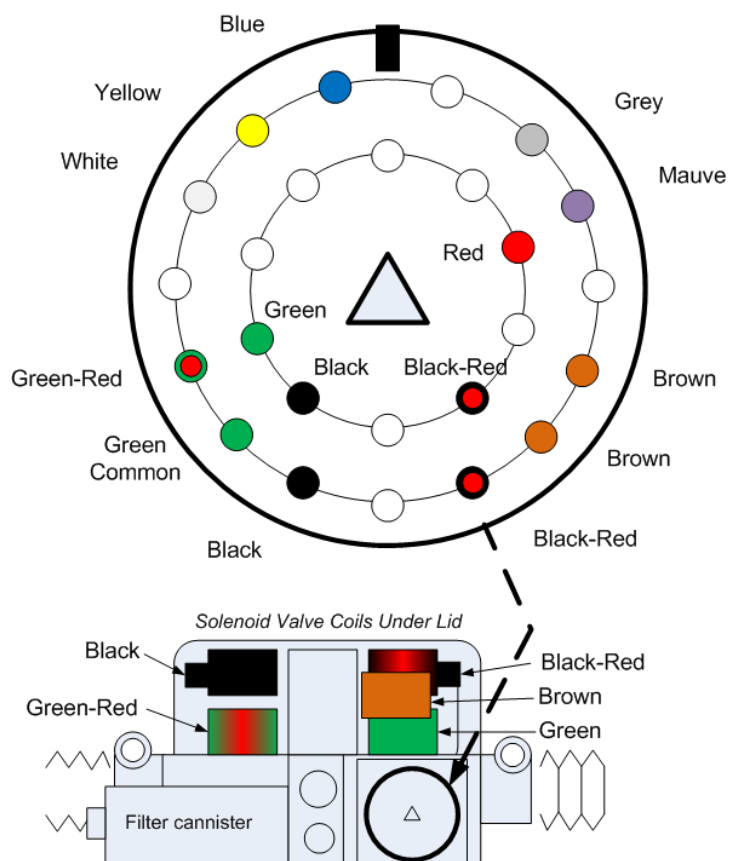 Blue
Yellow
Grey
White
Mauve
Red
Green
Black
Black-Red
Green-Red
Brown
Green
Common
Brown
Black
Black-Red
Solenoid Valve Coils Under Lid
Black
Black-Red
Brown
Green-Red
Green
Filter cannister